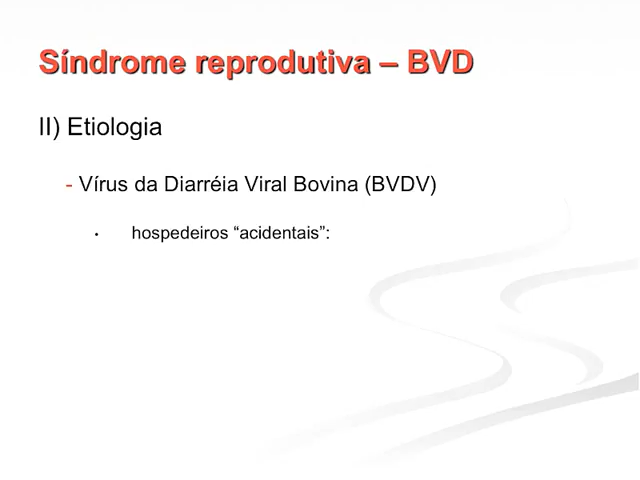 Síndrome reprodutiva – BVD
II) Etiologia
- Vírus da Diarréia Viral Bovina (BVDV)
• hospedeiros “acidentais”: